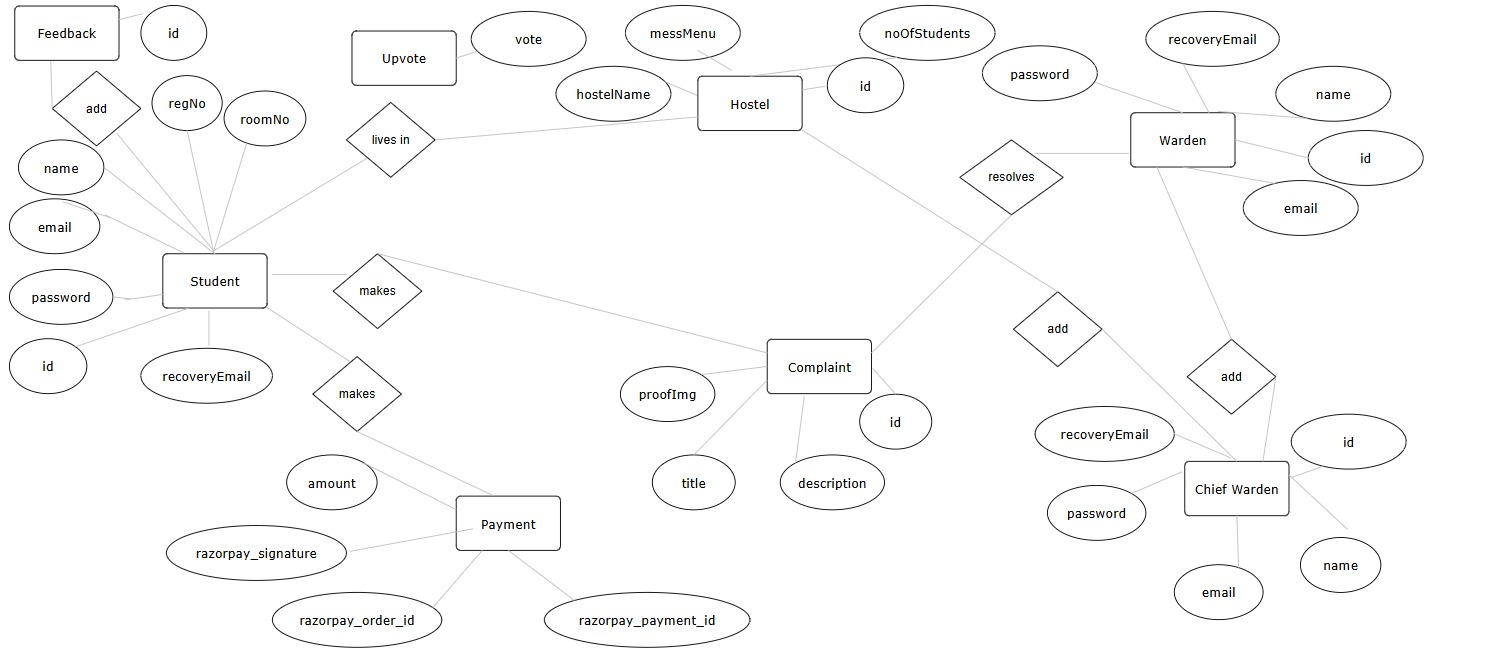 Feedback
id
Upvote
vote
messMenu
noOfStudents
recoveryEmail
password
hostelName
id
name
Hostel
add
regNo
roomNo
lives in
Warden
id
name
resolves
email
email
Student
makes
password
add
id
recoveryEmail
makes
Complaint
add
proofImg
id
recoveryEmail
id
amount
title
description
Chief Warden
password
Payment
razorpay_signature
name
email
razorpay_order_id
razorpay_payment_id